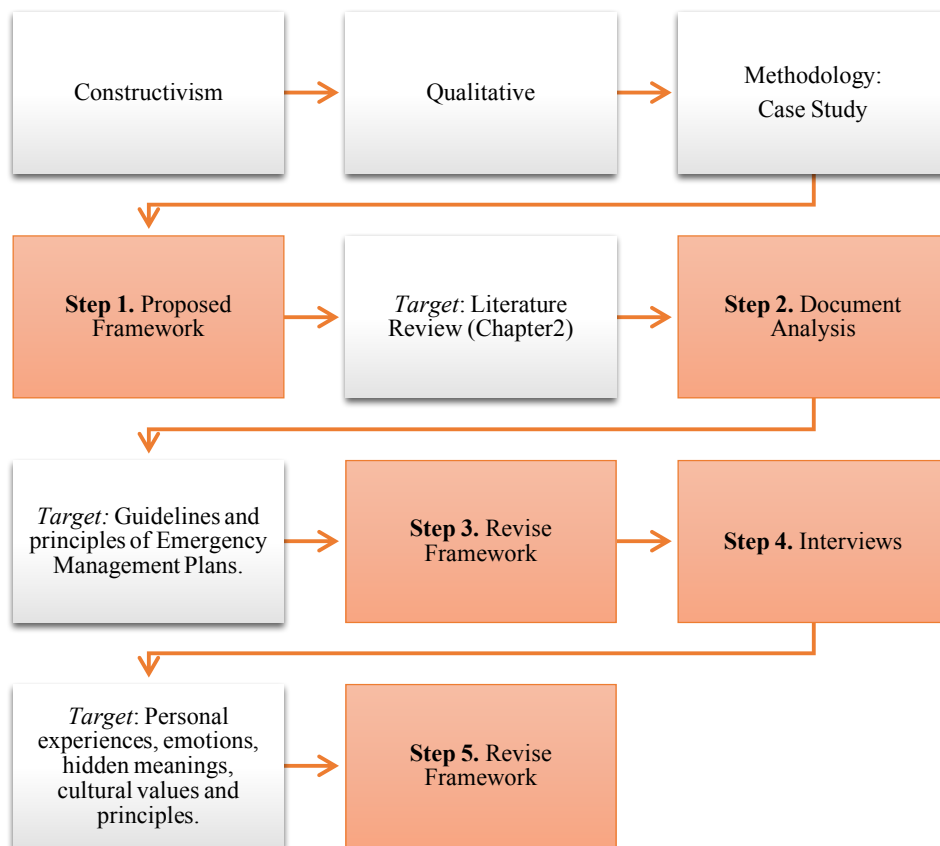 Constructivism
Qualitative
Methodology:
Case Study
Step 1. Proposed
Framework
Target: Literature
Review (Chapter2)
Step 2. Document
Analysis
Target: Guidelines and
principles of Emergency
Management Plans.
Step 3. Revise
Framework
Step 4. Interviews
Target: Personal
experiences, emotions,
hidden meanings,
cultural values and
principles.
Step 5. Revise
Framework